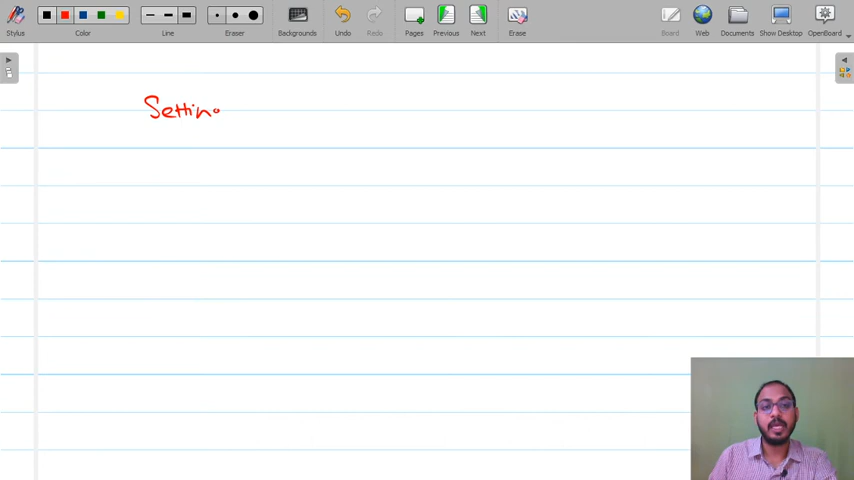 Stylus
Color
Line
Eraser
Backgrounds
Undo
Redo
Pages
Previous
Next
Erase
Board
Web
Documents
Show Desktop
OpenBoard
Settin